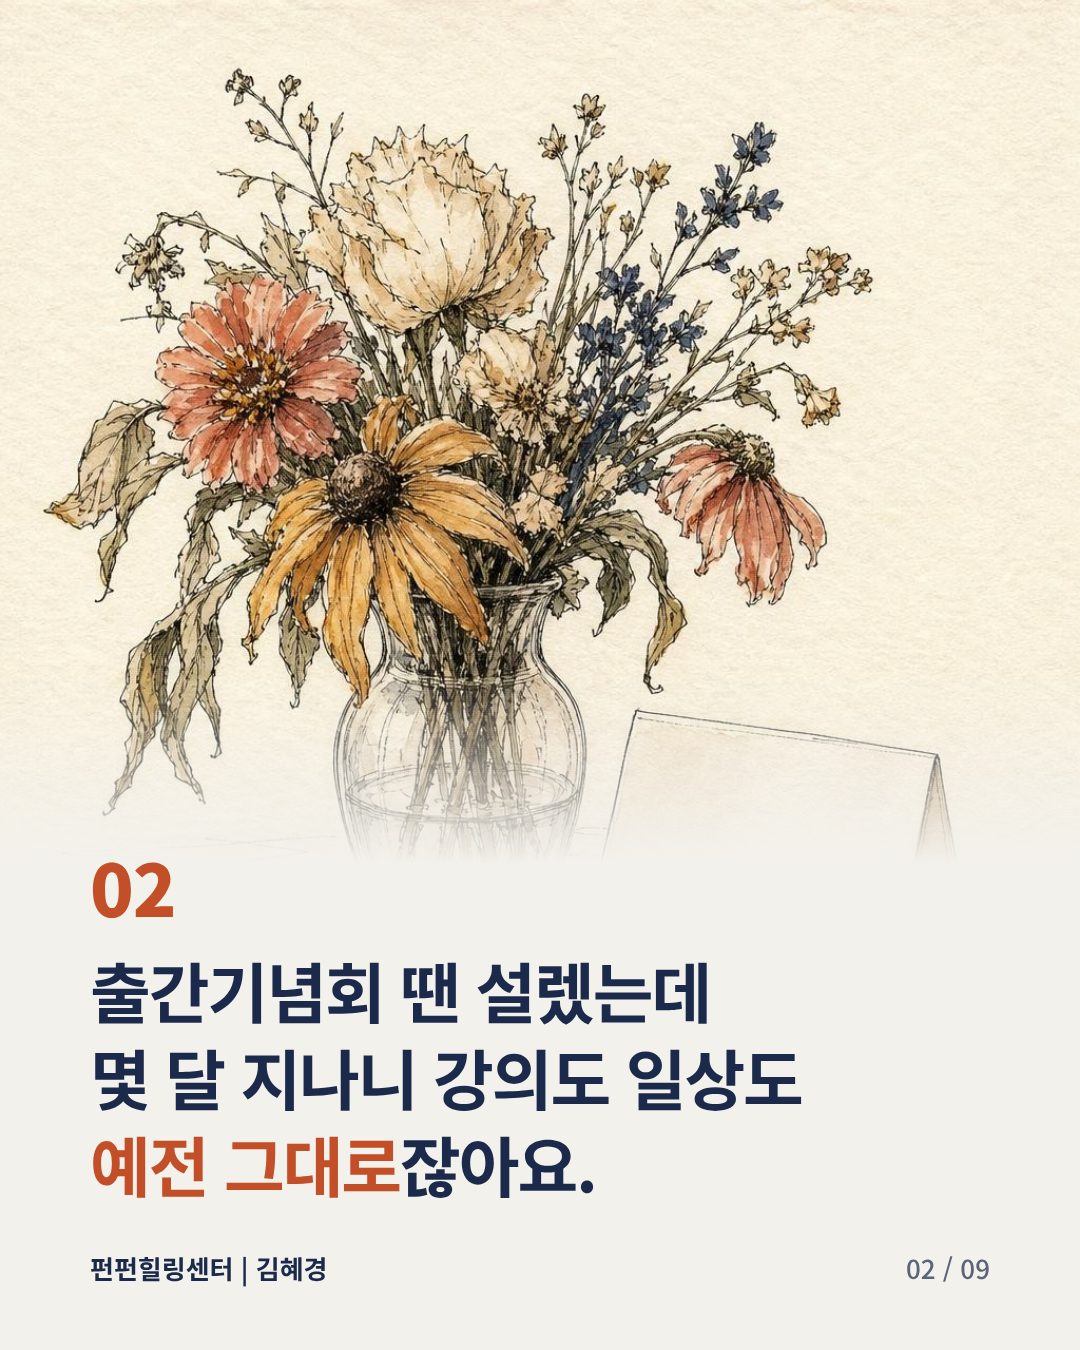 02
출간기념회 땐 설렜는데
몇 달 지나니 강의도 일상도
예전 그대로잖아요.
펀펀힐링센터 | 김혜경
02 / 09